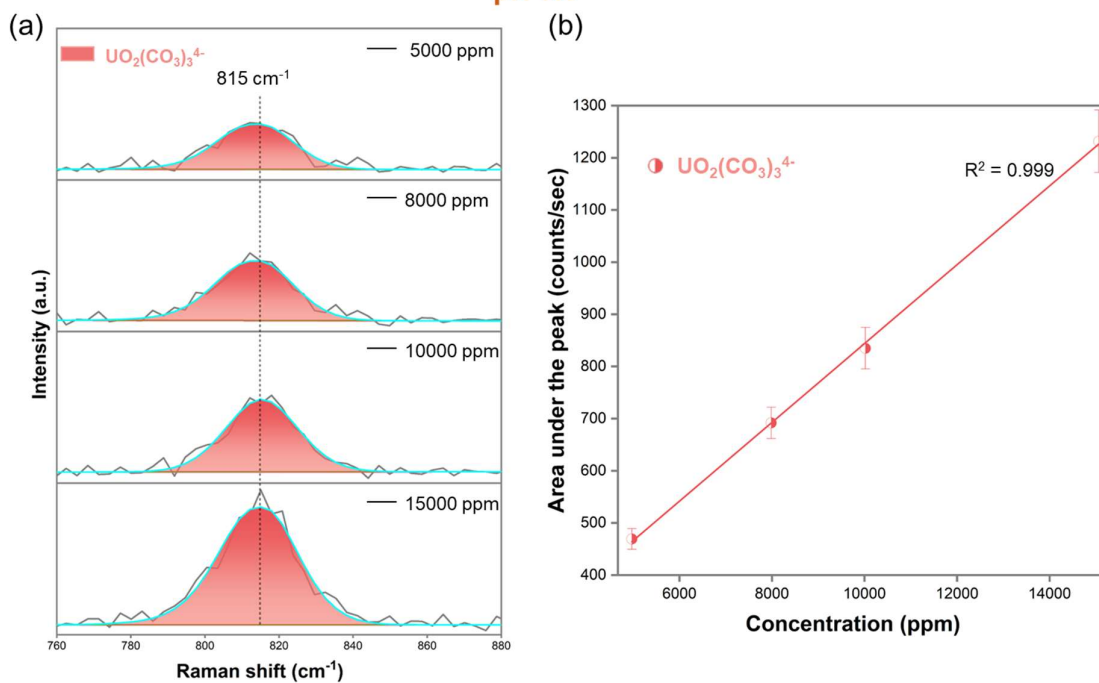 (a)
UO₂(CO₃)₃⁴⁻
5000 ppm
815 cm⁻¹
8000 ppm
10000 ppm
15000 ppm
Intensity (a.u.)
760 780 800 820 840 860 880
Raman shift (cm⁻¹)
(b)
1300
1200
1100
1000
900
800
700
600
500
400
UO₂(CO₃)₃⁴⁻
R² = 0.999
Area under the peak (counts/sec)
6000 8000 10000 12000 14000
Concentration (ppm)